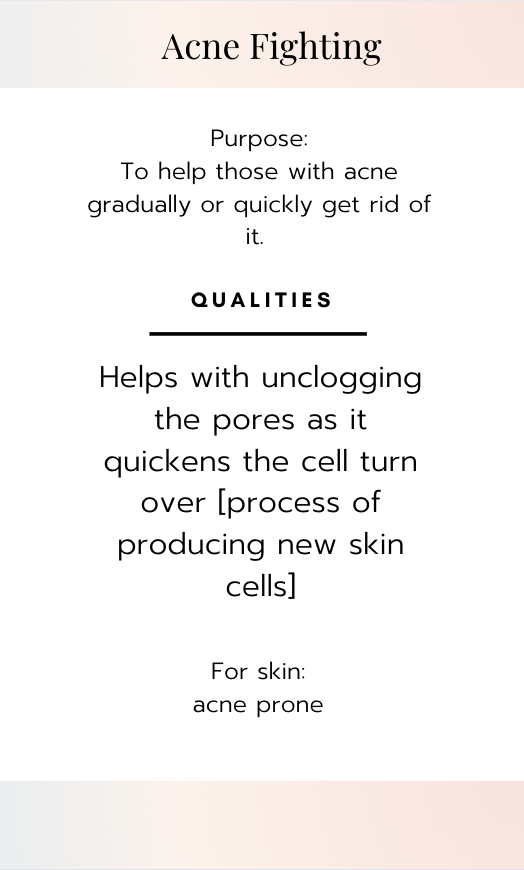 Acne Fighting
Purpose:
To help those with acne
gradually or quickly get rid of
it.
QUALITIES
Helps with unclogging
the pores as it
quickens the cell turn
over [process of
producing new skin
cells]
For skin:
acne prone